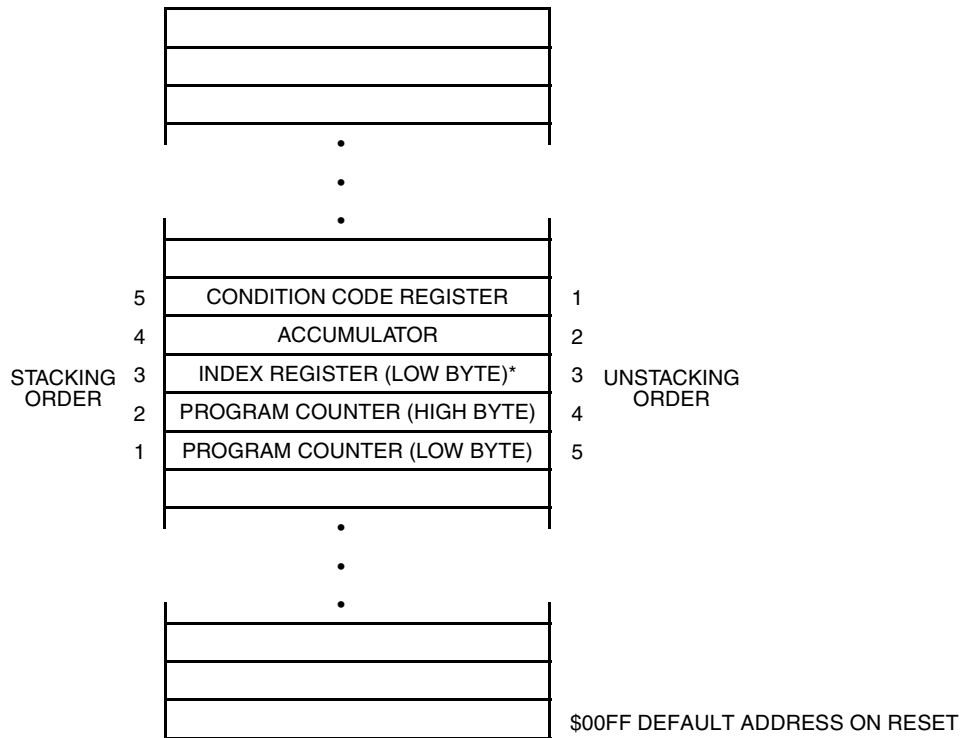 5 CONDITION CODE REGISTER 1
4 ACCUMULATOR 2
STACKING
ORDER
3 INDEX REGISTER (LOW BYTE)* 3
UNSTACKING
ORDER
2 PROGRAM COUNTER (HIGH BYTE) 4
1 PROGRAM COUNTER (LOW BYTE) 5
$00FF DEFAULT ADDRESS ON RESET